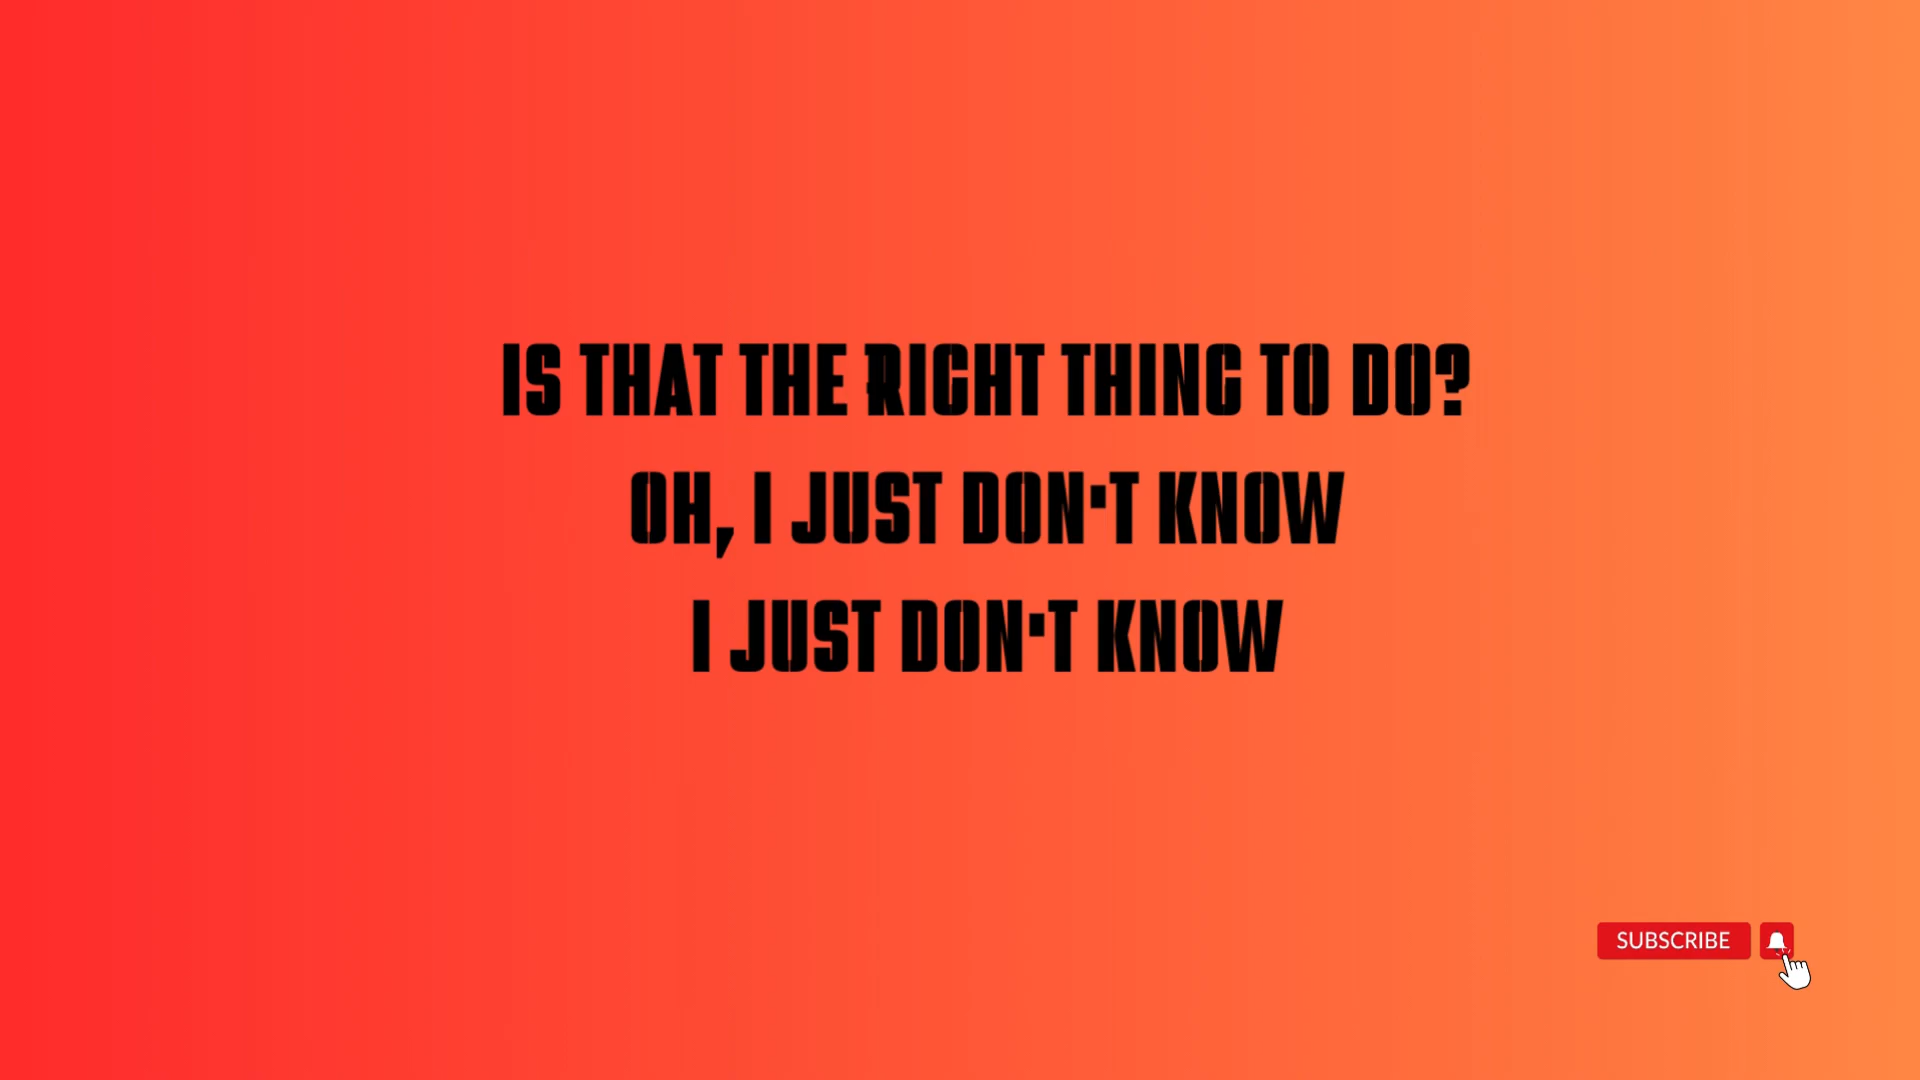 IS THAT THE RIGHT THING TO DO?
OH, I JUST DON'T KNOW
I JUST DON'T KNOW
SUBSCRIBE